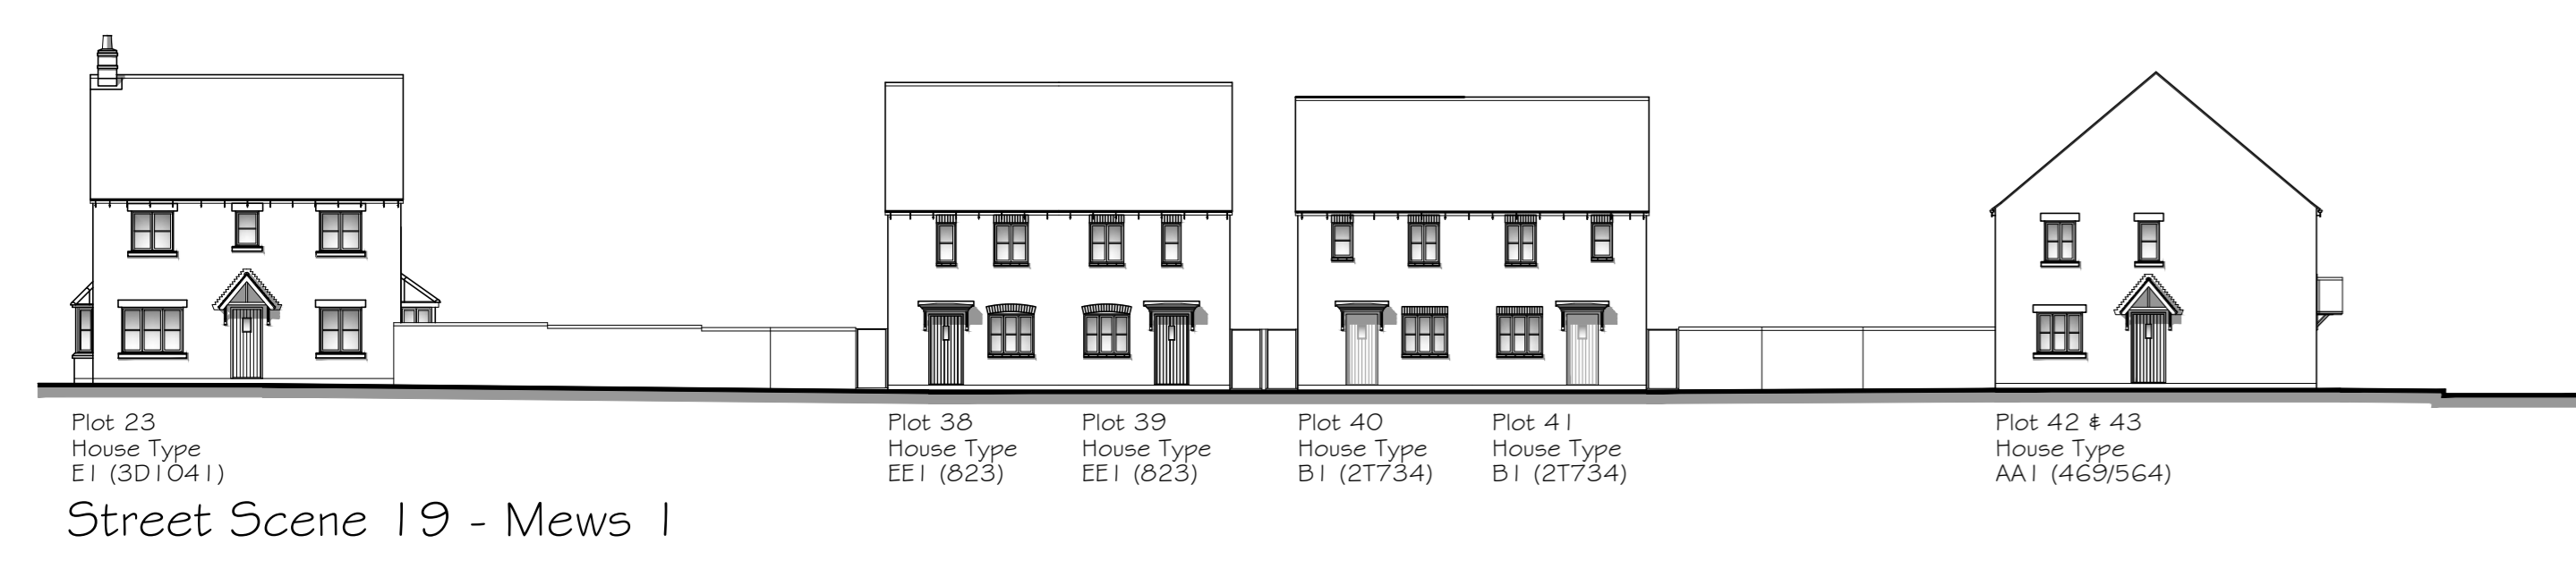 Plot 23
House Type
E1 (3D1041)
Plot 38
House Type
EE1 (823)
Plot 39
House Type
EE1 (823)
Plot 40
House Type
B1 (2T734)
Plot 41
House Type
B1 (2T734)
Plot 42 & 43
House Type
AA1 (469/564)
Street Scene 19 - Mews 1